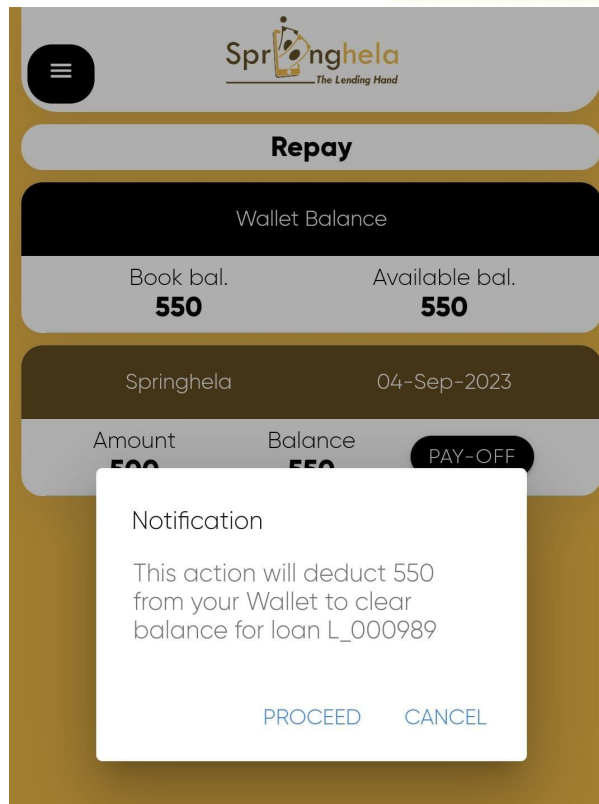 Springhela
The Lending Hand
Repay
Wallet Balance
Book bal. Available bal.
550 550
Springhela 04-Sep-2023
Amount Balance PAY-OFF
500 550
Notification
This action will deduct 550
from your Wallet to clear
balance for loan L_000989
PROCEED CANCEL